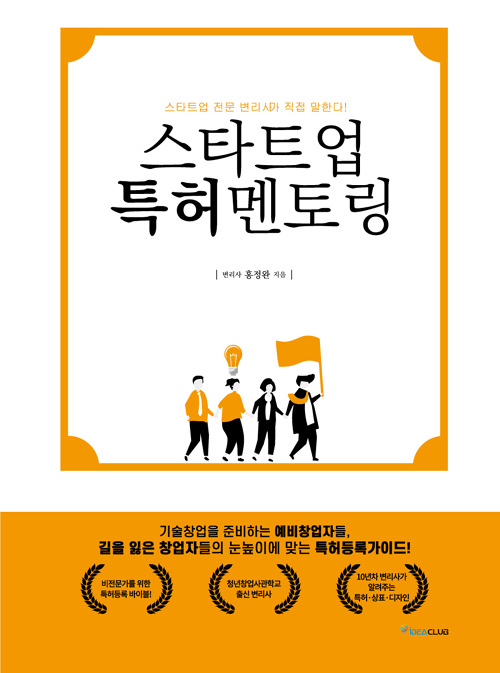 스타트업 전문 변리사가 직접 말한다!
스타트업
특허멘토링
| 변리사 홍정완 지음 |
기술창업을 준비하는 예비창업자들,
길을 잃은 창업자들의 눈높이에 맞는 특허등록가이드!
비전문가를 위한
특허등록 바이블!
청년창업사관학교
출신 변리사
10년차 변리사가
알려주는
특허·상표·디자인
IDEACLUB